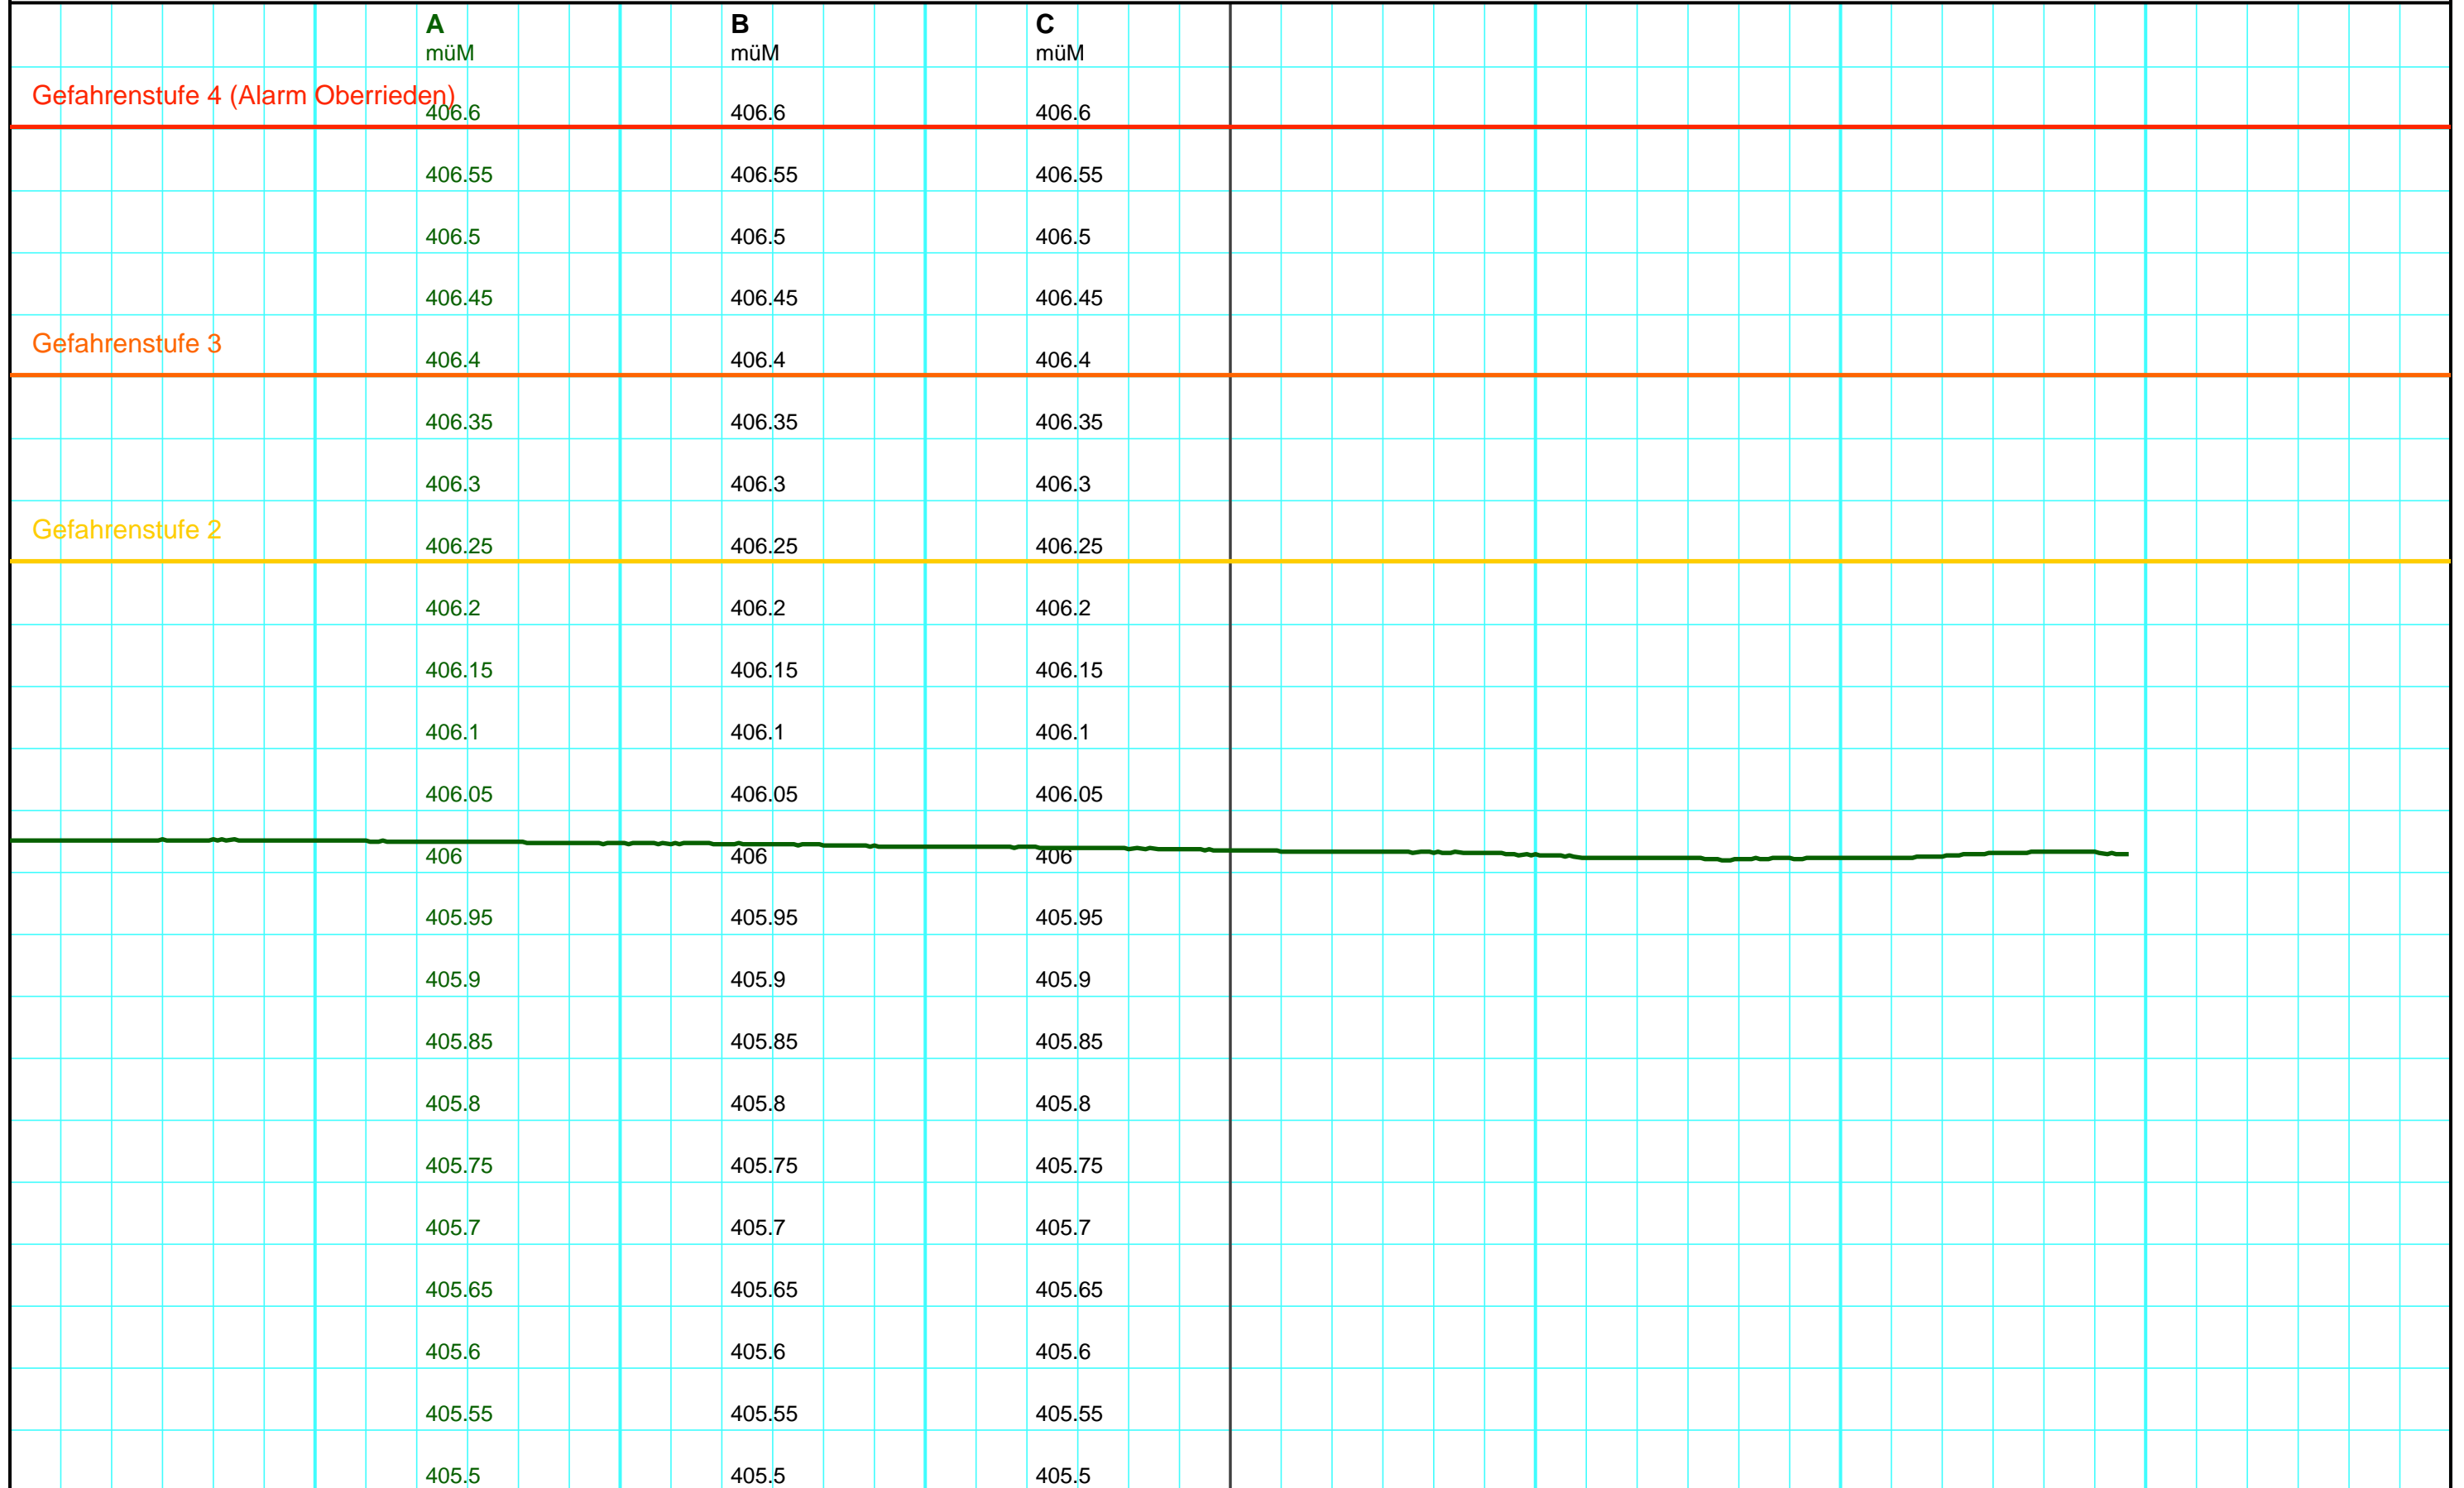 A B C
müM müM müM
Gefahrenstufe 4 (Alarm Oberrieden)
406.6 406.6 406.6
406.55 406.55 406.55
406.5 406.5 406.5
406.45 406.45 406.45
Gefahrenstufe 3
406.4 406.4 406.4
406.35 406.35 406.35
406.3 406.3 406.3
Gefahrenstufe 2
406.25 406.25 406.25
406.2 406.2 406.2
406.15 406.15 406.15
406.1 406.1 406.1
406.05 406.05 406.05
406 406 406
405.95 405.95 405.95
405.9 405.9 405.9
405.85 405.85 405.85
405.8 405.8 405.8
405.75 405.75 405.75
405.7 405.7 405.7
405.65 405.65 405.65
405.6 405.6 405.6
405.55 405.55 405.55
405.5 405.5 405.5